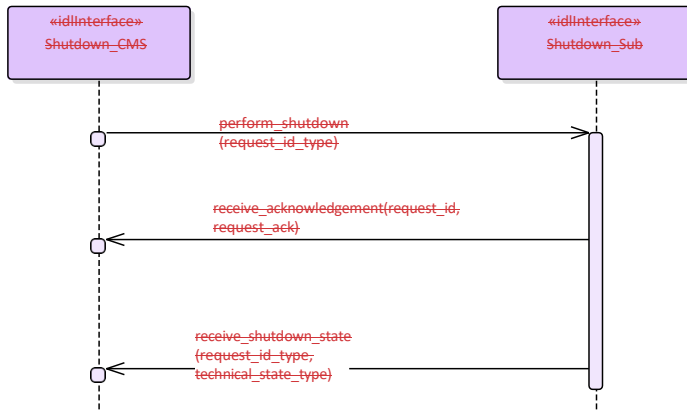 «idlInterface»
Shutdown_CMS
«idlInterface»
Shutdown_Sub
perform_shutdown
(request_id_type)
receive_acknowledgement(request_id,
request_ack)
receive_shutdown_state
(request_id_type,
technical_state_type)